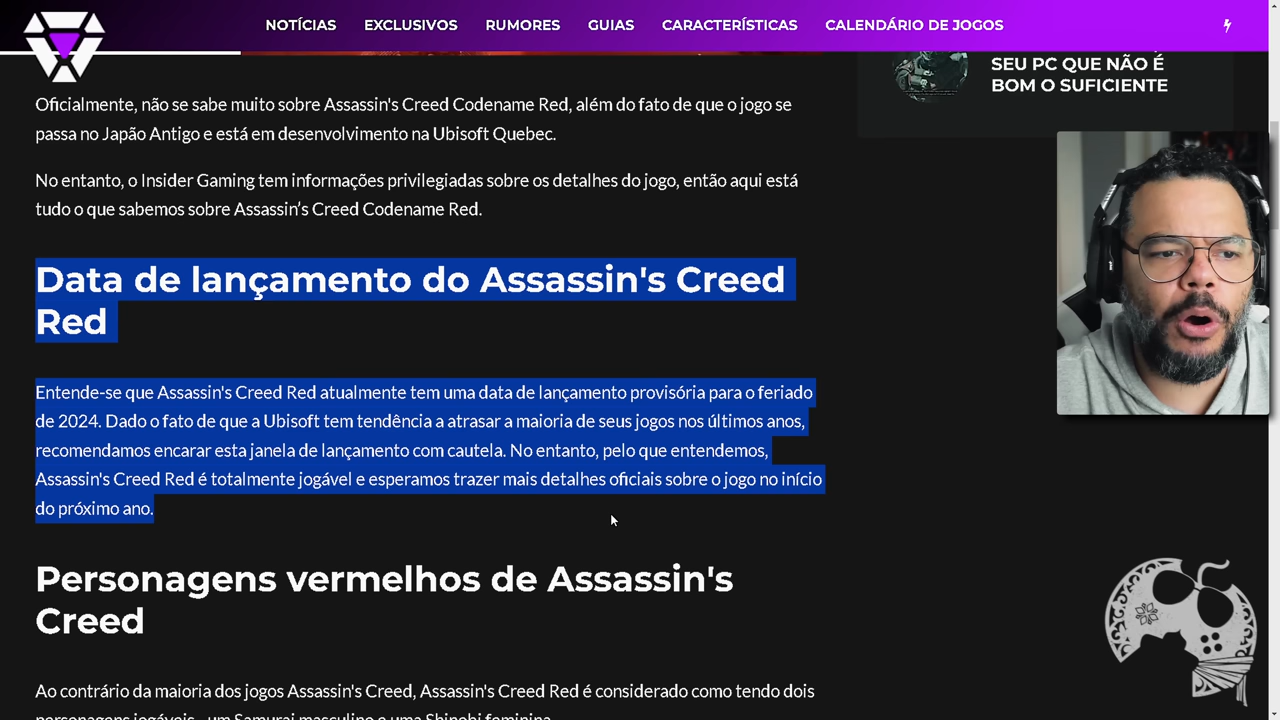 NOTÍCIAS EXCLUSIVOS RUMORES GUIAS CARACTERÍSTICAS CALENDÁRIO DE JOGOS
SEU PC QUE NÃO É
BOM O SUFICIENTE
Oficialmente, não se sabe muito sobre Assassin's Creed Codename Red, além do fato de que o jogo se
passa no Japão Antigo e está em desenvolvimento na Ubisoft Quebec.
No entanto, o Insider Gaming tem informações privilegiadas sobre os detalhes do jogo, então aqui está
tudo o que sabemos sobre Assassin’s Creed Codename Red.
Data de lançamento do Assassin's Creed
Red
Entende-se que Assassin's Creed Red atualmente tem uma data de lançamento provisória para o feriado
de 2024. Dado o fato de que a Ubisoft tem tendência a atrasar a maioria de seus jogos nos últimos anos,
recomendamos encarar esta janela de lançamento com cautela. No entanto, pelo que entendemos,
Assassin's Creed Red é totalmente jogável e esperamos trazer mais detalhes oficiais sobre o jogo no início
do próximo ano.
Personagens vermelhos de Assassin's
Creed
Ao contrário da maioria dos jogos Assassin's Creed, Assassin's Creed Red é considerado como tendo dois
personagens jogáveis - um Samurai masculino e uma Shinobi feminina